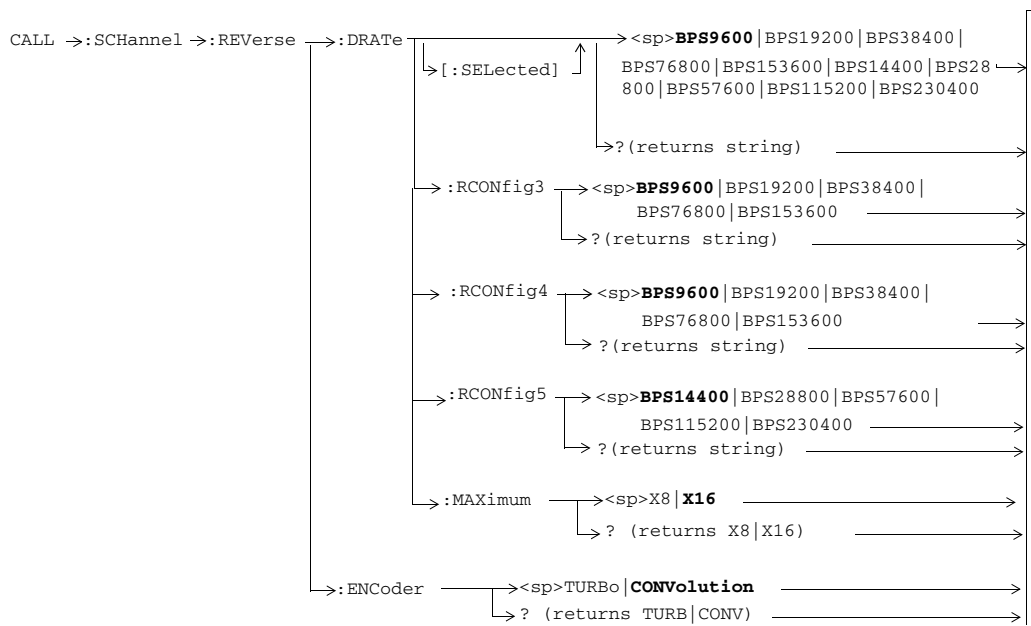 CALL :SCHannel :REVerse :DRATe <sp>BPS9600|BPS19200|BPS38400|
[:SELected] BPS76800|BPS153600|BPS14400|BPS28
800|BPS57600|BPS115200|BPS230400
?(returns string)
:RCONfig3 <sp>BPS9600|BPS19200|BPS38400|
BPS76800|BPS153600
?(returns string)
:RCONfig4 <sp>BPS9600|BPS19200|BPS38400|
BPS76800|BPS153600
?(returns string)
:RCONfig5 <sp>BPS14400|BPS28800|BPS57600|
BPS115200|BPS230400
?(returns string)
:MAXimum <sp>X8|X16
? (returns X8|X16)
:ENCoder <sp>TURBo|CONVolution
? (returns TURB|CONV)